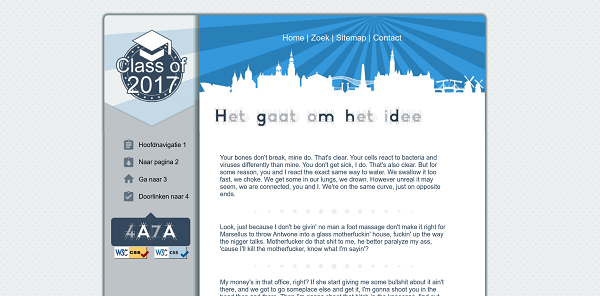 Home | Zoek | Sitemap | Contact
Class of
2017
Het gaat om het idee
Hoofdnavigatie 1
Naar pagina 2
Ga naar 3
Doorlinken naar 4
4A7A
W3C CSS
W3C CSS
Your bones don't break, mine do. That's clear. Your cells react to bacteria and
viruses differently than mine. You don't get sick, I do. That's also clear. But for
some reason, you and I react the exact same way to water. We swallow it too
fast, we choke. We get some in our lungs, we drown. However unreal it may
seem, we are connected, you and I. We're on the same curve, just on opposite
ends.
Look, just because I don't be givin' no man a foot massage don't make it right for
Marsellus to throw Antwone into a glass motherfuckin' house, fuckin' up the way
the nigger talks. Motherfucker do that shit to me, he better paralyze my ass,
'cause I'll kill the motherfucker, know what I'm sayin'?
My money's in that office, right? If she start giving me some bullshit about it ain't
there, and we got to go someplace else and get it, I'm gonna shoot you in the